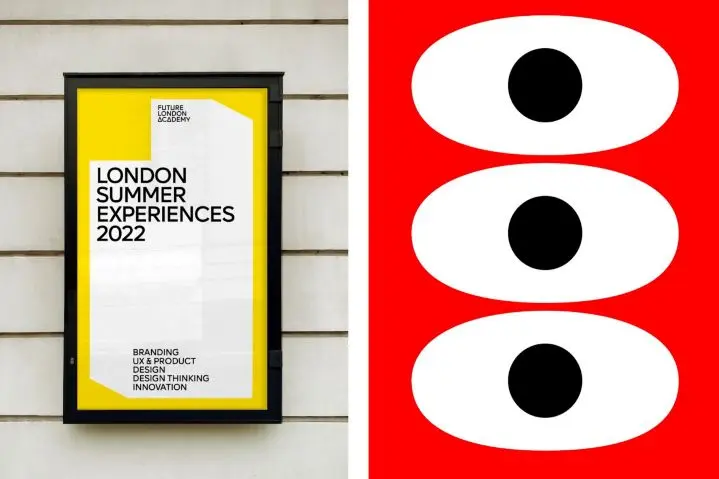 FUTURE
LONDON
ACADEMY
LONDON
SUMMER
EXPERIENCES
2022
BRANDING
UX & PRODUCT
DESIGN
DESIGN THINKING
INNOVATION